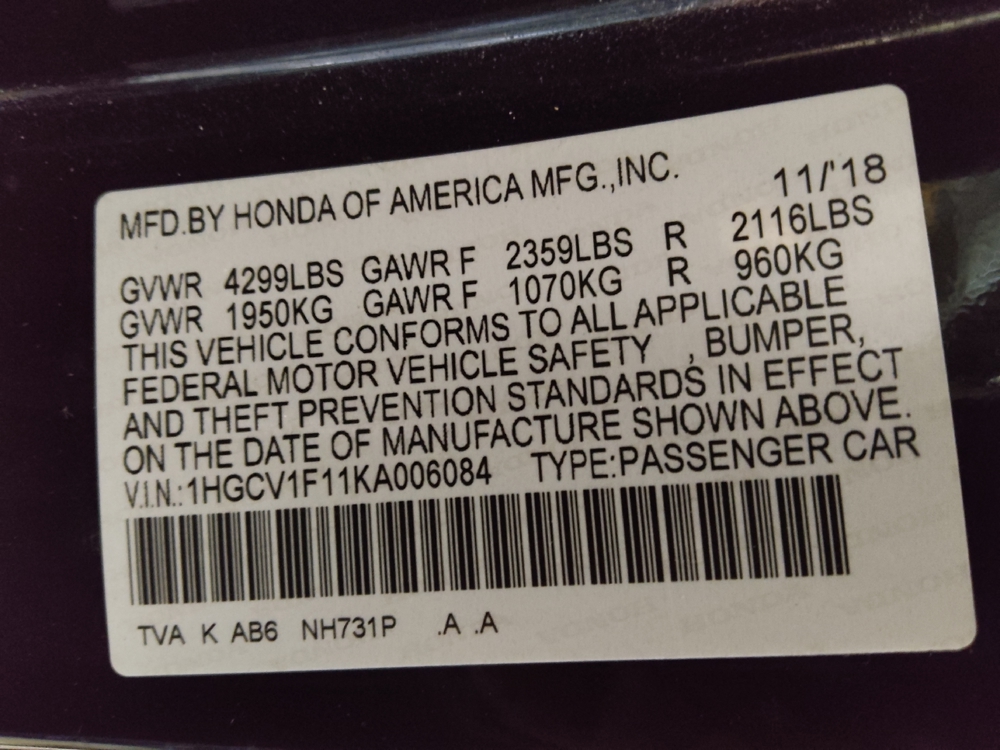 MFD.BY HONDA OF AMERICA MFG.,INC. 11/'18
GVWR 4299LBS GAWR F 2359LBS R 2116LBS
GVWR 1950KG GAWR F 1070KG R 960KG
THIS VEHICLE CONFORMS TO ALL APPLICABLE
FEDERAL MOTOR VEHICLE SAFETY , BUMPER,
AND THEFT PREVENTION STANDARDS IN EFFECT
ON THE DATE OF MANUFACTURE SHOWN ABOVE.
V.I.N.:1HGCV1F11KA006084 TYPE:PASSENGER CAR
TVA K AB6 NH731P .A .A